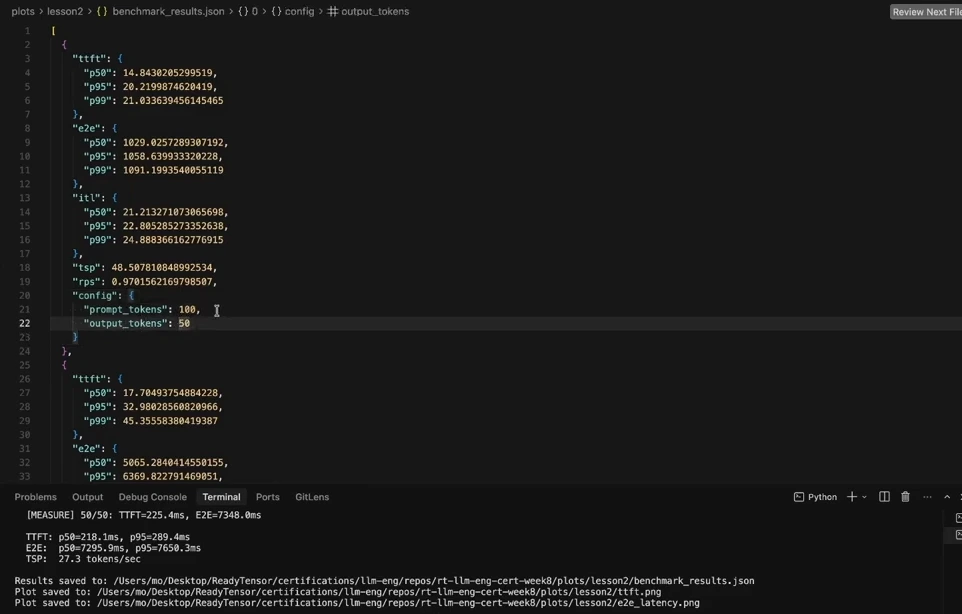 plots > lesson2 > {} benchmark_results.json > {} 0 > {} config > # output_tokens
Review Next File
1 [
2 {
3 "ttft": {
4 "p50": 14.8430205299519,
5 "p95": 20.2199874620419,
6 "p99": 21.033639456145465
7 },
8 "e2e": {
9 "p50": 1029.0257289307192,
10 "p95": 1058.639933320228,
11 "p99": 1091.1993540055119
12 },
13 "itl": {
14 "p50": 21.213271073065698,
15 "p95": 22.805285273352638,
16 "p99": 24.888366162776915
17 },
18 "tsp": 48.507810848992534,
19 "rps": 0.9701562169798507,
20 "config": {
21 "prompt_tokens": 100,
22 "output_tokens": 50
23 }
24 },
25 {
26 "ttft": {
27 "p50": 17.70493754884228,
28 "p95": 32.98028560820966,
29 "p99": 45.35558380419387
30 },
31 "e2e": {
32 "p50": 5065.2840414550155,
33 "p95": 6369.822791469051,
Problems Output Debug Console Terminal Ports GitLens Python
[MEASURE] 50/50: TTFT=225.4ms, E2E=7348.0ms
TTFT: p50=218.1ms, p95=289.4ms
E2E: p50=7295.9ms, p95=7650.3ms
TSP: 27.3 tokens/sec
Results saved to: /Users/mo/Desktop/ReadyTensor/certifications/llm-eng/repos/rt-llm-eng-cert-week8/plots/lesson2/benchmark_results.json
Plot saved to: /Users/mo/Desktop/ReadyTensor/certifications/llm-eng/repos/rt-llm-eng-cert-week8/plots/lesson2/ttft.png
Plot saved to: /Users/mo/Desktop/ReadyTensor/certifications/llm-eng/repos/rt-llm-eng-cert-week8/plots/lesson2/e2e_latency.png